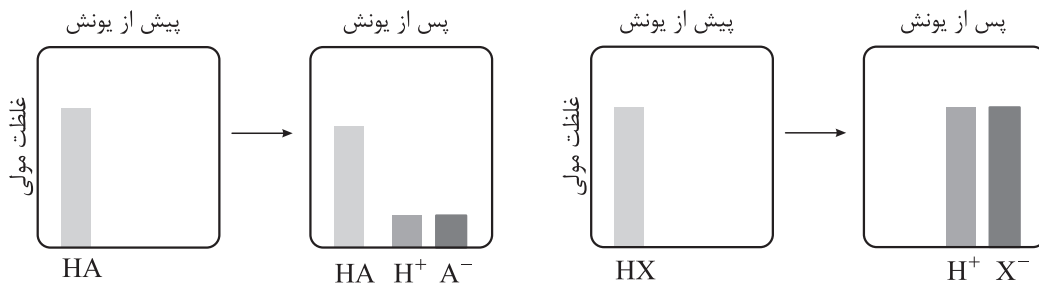 پیش از یونش
پس از یونش
پیش از یونش
پس از یونش
غلظت مولی
غلظت مولی
HA
HA H⁺ A⁻
HX
H⁺ X⁻